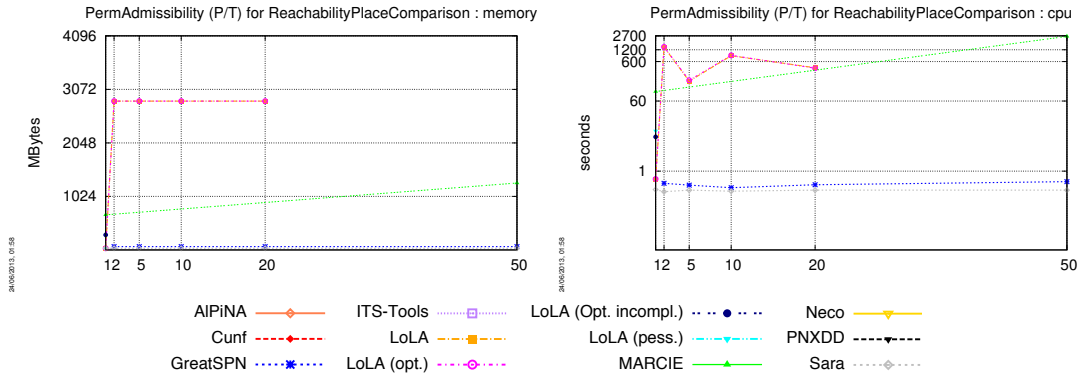 PermAdmissibility (P/T) for ReachabilityPlaceComparison : memory
4096
3072
2048
1024
MBytes
1 2 5 10 20 50
24/06/2013, 01:58
PermAdmissibility (P/T) for ReachabilityPlaceComparison : cpu
2700
1200
600
60
1
seconds
1 2 5 10 20 50
24/06/2013, 01:58
AlPiNA
Cunf
GreatSPN
ITS-Tools
LoLA
LoLA (opt.)
LoLA (Opt. incompl.)
LoLA (pess.)
MARCIE
Neco
PNXDD
Sara